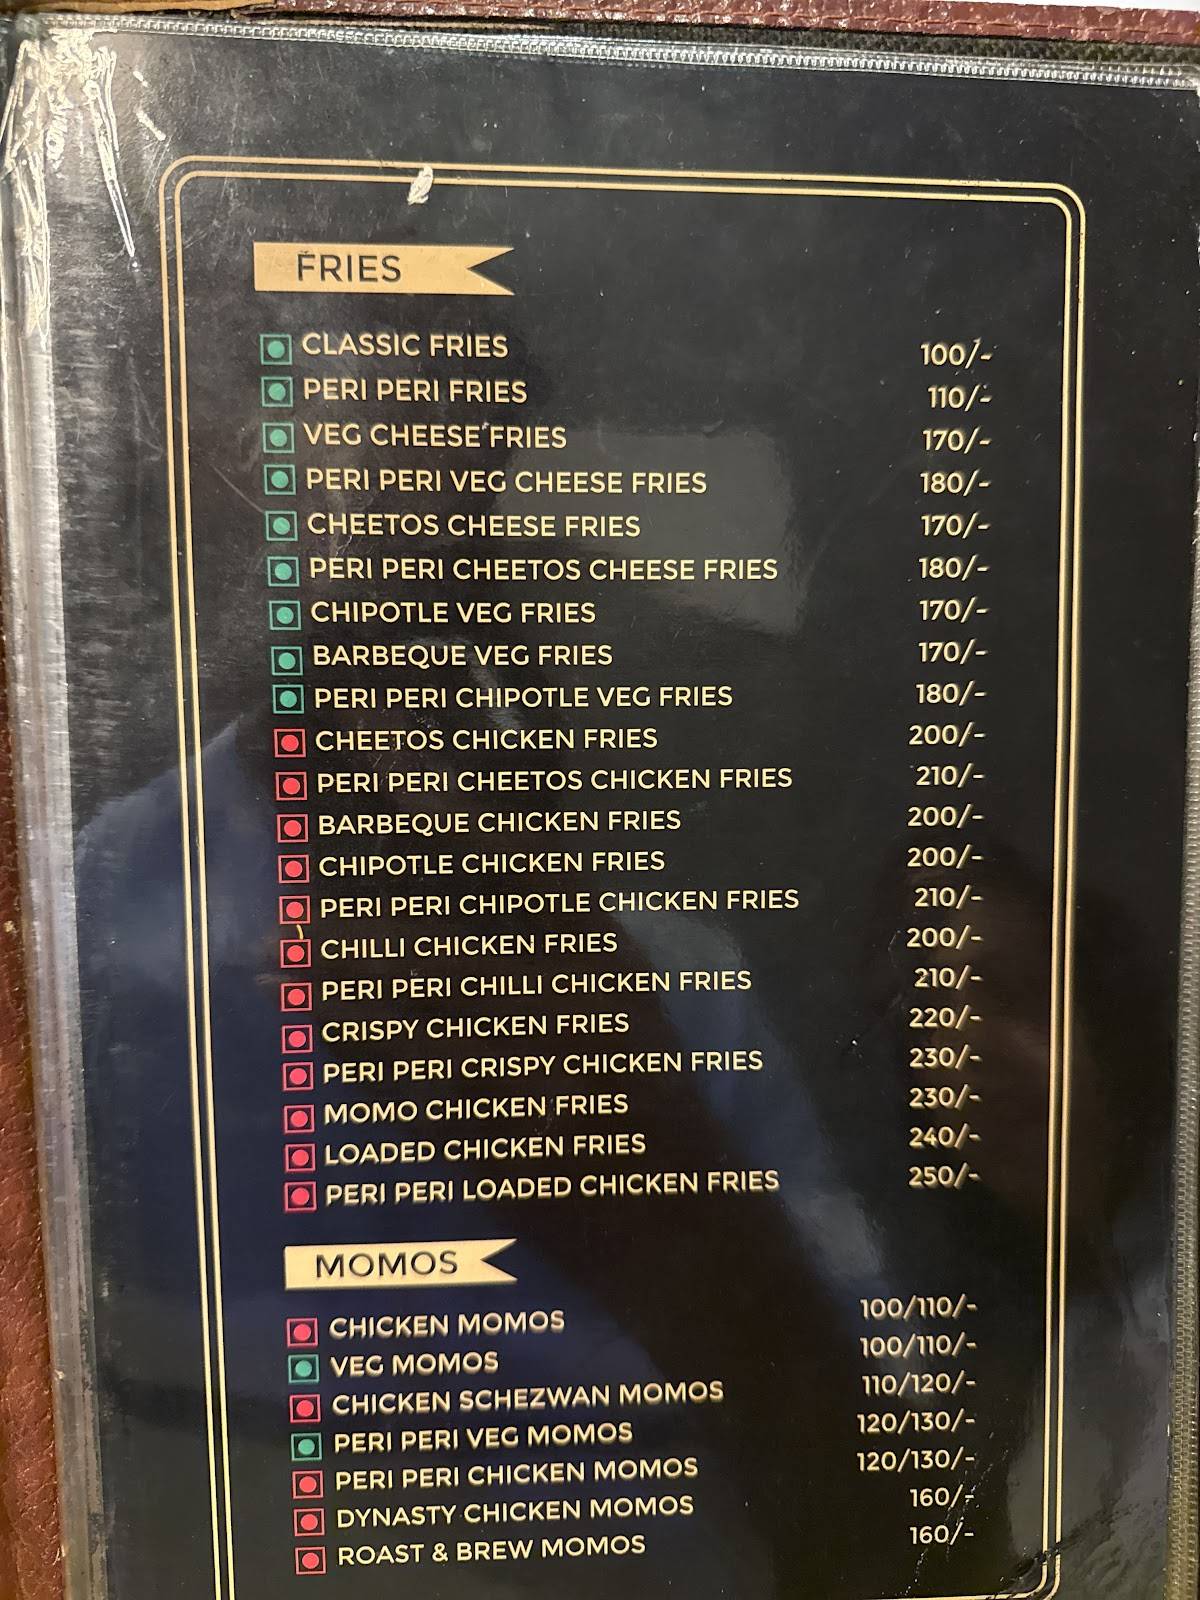 FRIES
CLASSIC FRIES 100/-
PERI PERI FRIES 110/-
VEG CHEESE FRIES 170/-
PERI PERI VEG CHEESE FRIES 180/-
CHEETOS CHEESE FRIES 170/-
PERI PERI CHEETOS CHEESE FRIES 180/-
CHIPOTLE VEG FRIES 170/-
BARBEQUE VEG FRIES 170/-
PERI PERI CHIPOTLE VEG FRIES 180/-
CHEETOS CHICKEN FRIES 200/-
PERI PERI CHEETOS CHICKEN FRIES 210/-
BARBEQUE CHICKEN FRIES 200/-
CHIPOTLE CHICKEN FRIES 200/-
PERI PERI CHIPOTLE CHICKEN FRIES 210/-
CHILLI CHICKEN FRIES 200/-
PERI PERI CHILLI CHICKEN FRIES 210/-
CRISPY CHICKEN FRIES 220/-
PERI PERI CRISPY CHICKEN FRIES 230/-
MOMO CHICKEN FRIES 230/-
LOADED CHICKEN FRIES 240/-
PERI PERI LOADED CHICKEN FRIES 250/-
MOMOS
CHICKEN MOMOS 100/110/-
VEG MOMOS 100/110/-
CHICKEN SCHEZWAN MOMOS 110/120/-
PERI PERI VEG MOMOS 120/130/-
PERI PERI CHICKEN MOMOS 120/130/-
DYNASTY CHICKEN MOMOS 160/-
ROAST & BREW MOMOS 160/-